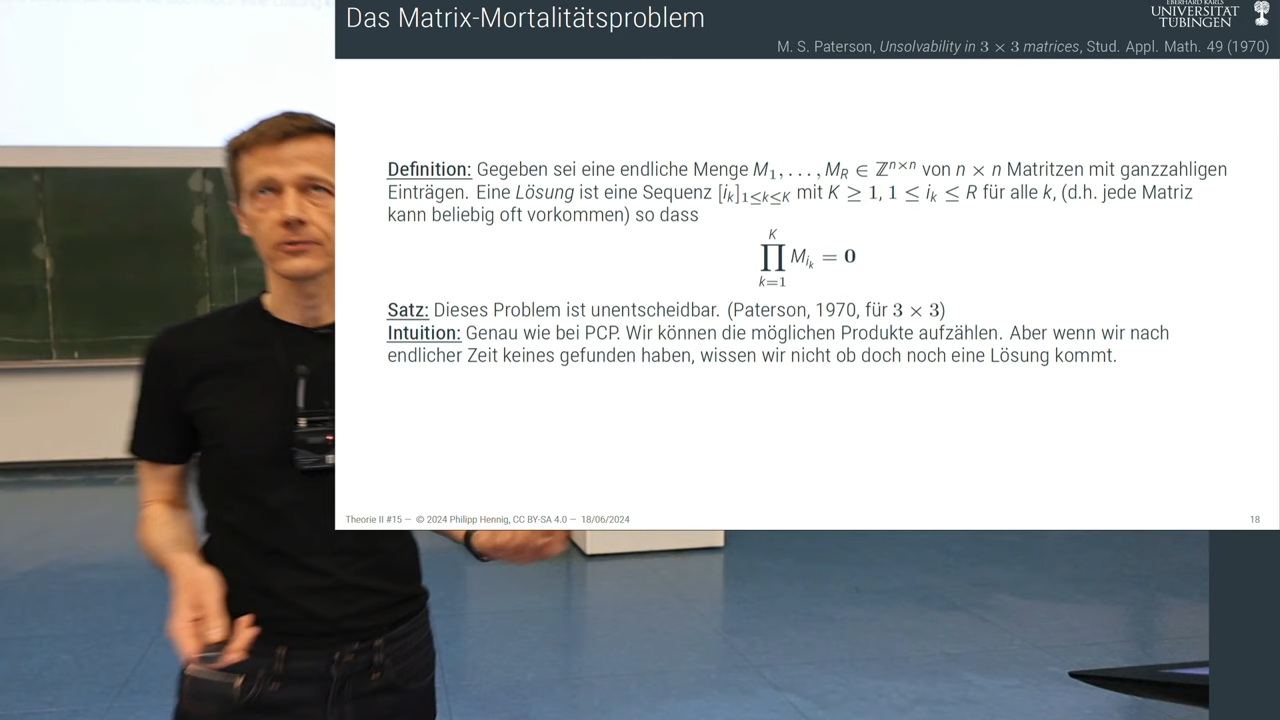 Das Matrix-Mortalitätsproblem
EBERHARD KARLS
UNIVERSITÄT
TÜBINGEN
M. S. Paterson, Unsolvability in 3 × 3 matrices, Stud. Appl. Math. 49 (1970)
Definition: Gegeben sei eine endliche Menge M₁, . . . , M_R ∈ ℤⁿˣⁿ von n × n Matritzen mit ganzzahligen
Einträgen. Eine Lösung ist eine Sequenz [i_k]_{1≤k≤K} mit K ≥ 1, 1 ≤ i_k ≤ R für alle k, (d.h. jede Matriz
kann beliebig oft vorkommen) so dass
∏_{k=1}^{K} M_{i_k} = 0
Satz: Dieses Problem ist unentscheidbar. (Paterson, 1970, für 3 × 3)
Intuition: Genau wie bei PCP. Wir können die möglichen Produkte aufzählen. Aber wenn wir nach
endlicher Zeit keines gefunden haben, wissen wir nicht ob doch noch eine Lösung kommt.
Theorie II #15 — © 2024 Philipp Hennig, CC BY-SA 4.0 — 18/06/2024
18